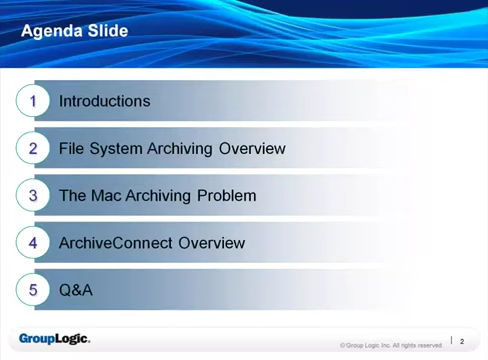 Agenda Slide
1 Introductions
2 File System Archiving Overview
3 The Mac Archiving Problem
4 ArchiveConnect Overview
5 Q&A
GroupLogic.
© Group Logic Inc. All rights reserved. | 2